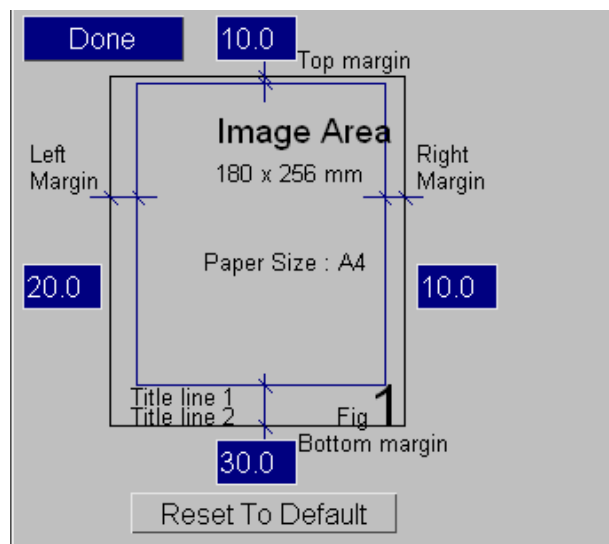 Done
10.0
Top margin
Image Area
180 x 256 mm
Left
Margin
Right
Margin
Paper Size : A4
20.0
10.0
Title line 1
Title line 2
Fig 1
Bottom margin
30.0
Reset To Default